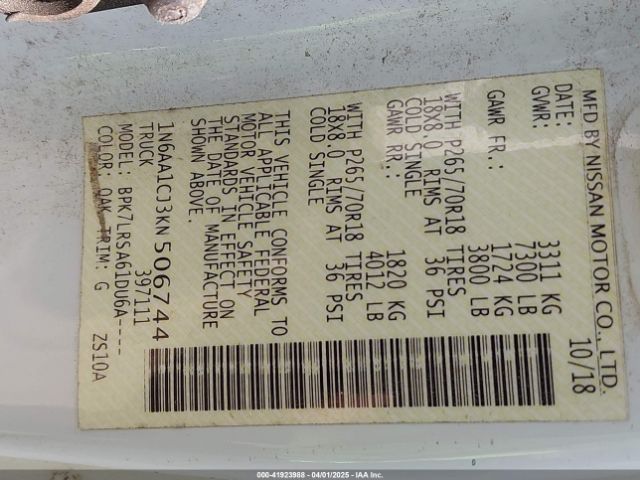 MFD BY NISSAN MOTOR CO., LTD.
DATE: 10/18
GVWR: 3311 KG
7300 LB
GAWR FR.: 1724 KG
3800 LB
WITH P265/70R18 TIRES
18X8.0 RIMS AT 36 PSI
COLD SINGLE
GAWR RR.: 1820 KG
4012 LB
WITH P265/70R18 TIRES
18X8.0 RIMS AT 36 PSI
COLD SINGLE
THIS VEHICLE CONFORMS TO
ALL APPLICABLE FEDERAL
MOTOR VEHICLE SAFETY
STANDARDS IN EFFECT ON
THE DATE OF MANUFACTURE
SHOWN ABOVE.
1N6AA1CJ3KN506744
TRUCK 397111
MODEL: BPK7LRSA61DU6A----
COLOR: QAK TRIM: G ZS10A
000-41923988 - 04/01/2025 - IAA Inc.